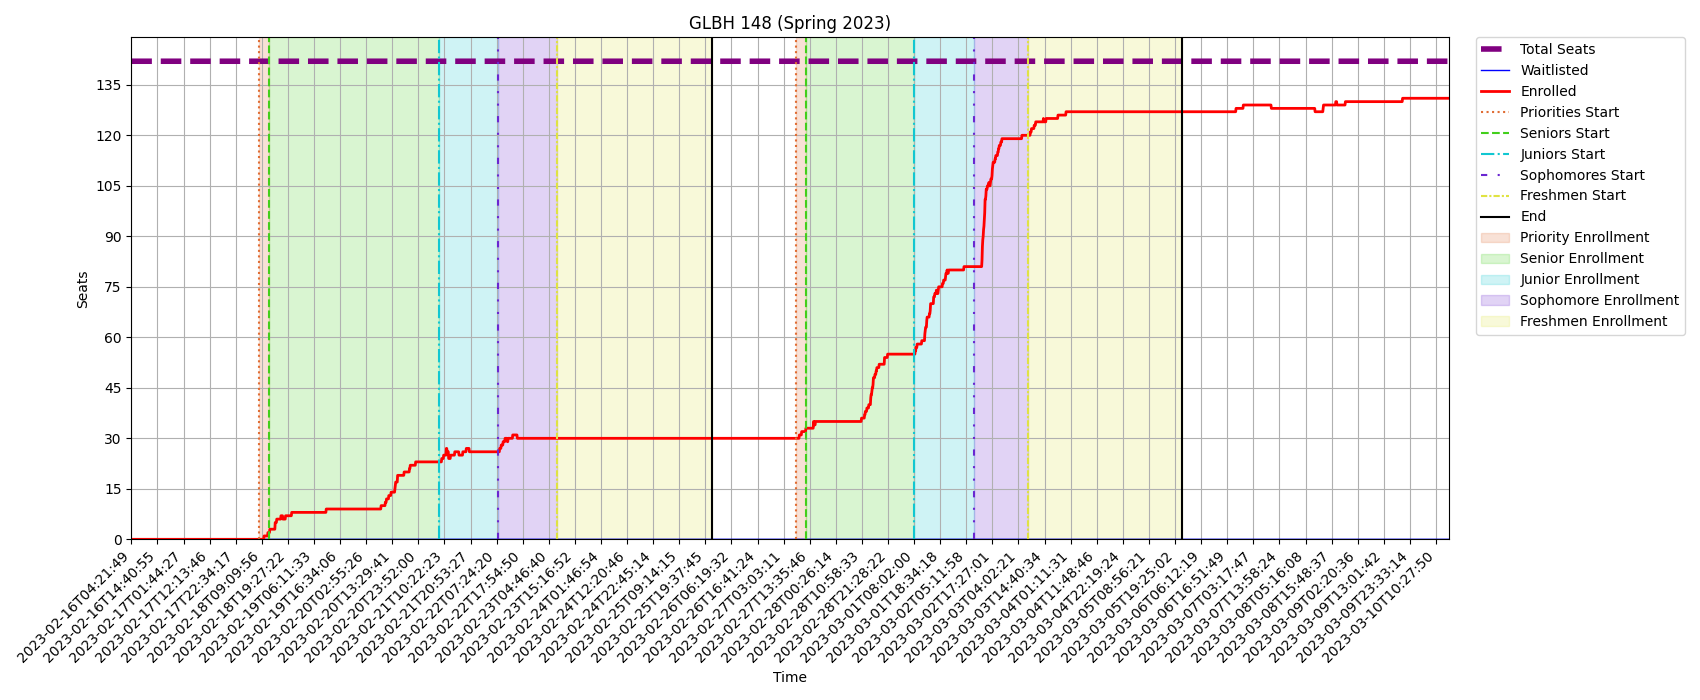 GLBH 148 (Spring 2023)
Seats
135
120
105
90
75
60
45
30
15
0
2023-02-16T04:21:49
2023-02-16T14:40:55
2023-02-17T01:44:27
2023-02-17T12:13:46
2023-02-17T22:34:17
2023-02-18T09:09:56
2023-02-18T19:27:22
2023-02-19T06:11:33
2023-02-19T16:34:06
2023-02-20T02:55:26
2023-02-20T13:29:41
2023-02-20T23:52:00
2023-02-21T10:22:23
2023-02-21T20:53:27
2023-02-22T07:24:20
2023-02-22T17:54:50
2023-02-23T04:46:40
2023-02-23T15:16:52
2023-02-24T01:46:54
2023-02-24T12:20:46
2023-02-24T22:45:14
2023-02-25T09:14:15
2023-02-25T19:37:45
2023-02-26T06:19:32
2023-02-26T16:41:24
2023-02-27T03:03:11
2023-02-27T13:35:46
2023-02-28T00:26:14
2023-02-28T10:58:33
2023-02-28T21:28:22
2023-03-01T08:02:00
2023-03-01T18:34:18
2023-03-02T05:11:58
2023-03-02T17:27:01
2023-03-03T04:02:21
2023-03-03T14:40:34
2023-03-04T01:11:31
2023-03-04T11:48:46
2023-03-04T22:19:24
2023-03-05T08:56:21
2023-03-05T19:25:02
2023-03-06T06:12:19
2023-03-06T16:51:49
2023-03-07T03:17:47
2023-03-07T13:58:24
2023-03-08T05:16:08
2023-03-08T15:48:37
2023-03-09T02:20:36
2023-03-09T13:01:42
2023-03-09T23:33:14
2023-03-10T10:27:50
Time
Total Seats
Waitlisted
Enrolled
Priorities Start
Seniors Start
Juniors Start
Sophomores Start
Freshmen Start
End
Priority Enrollment
Senior Enrollment
Junior Enrollment
Sophomore Enrollment
Freshmen Enrollment